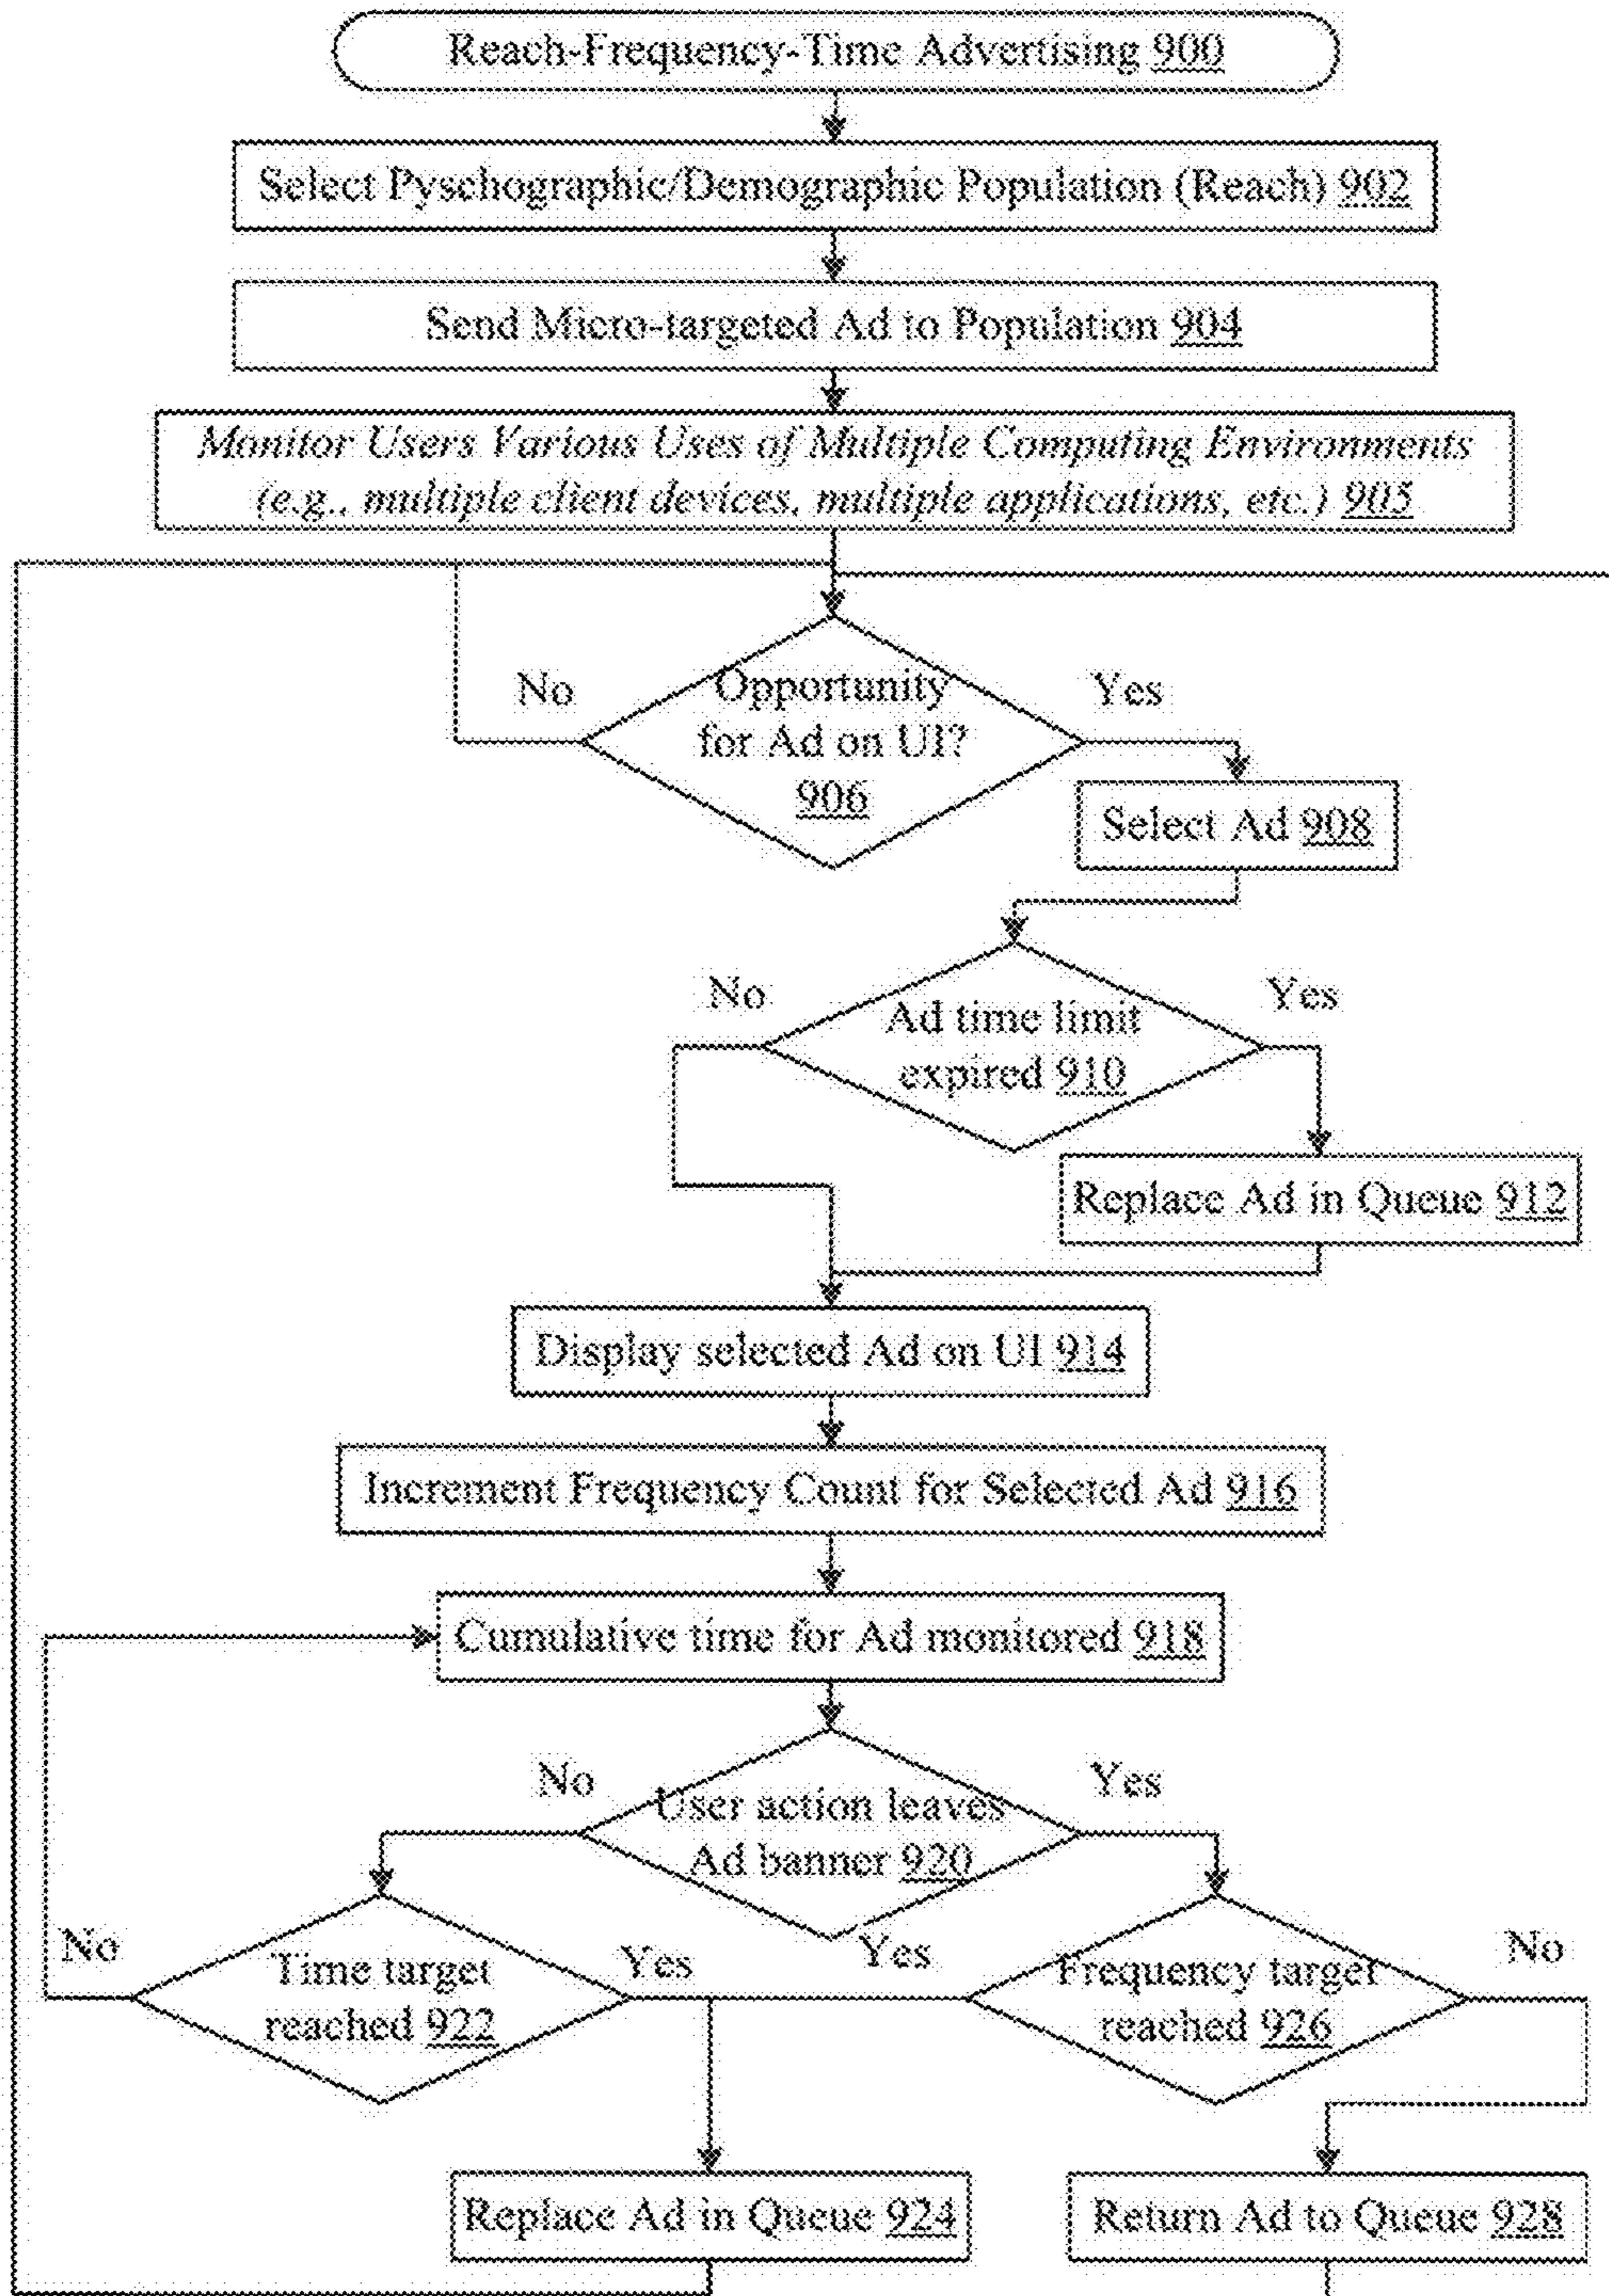 Reach-Frequency-Time Advertising 900
Select Pyschographic/Demographic Population (Reach) 902
Send Micro-targeted Ad to Population 904
Monitor Users Various Uses of Multiple Computing Environments
(e.g., multiple client devices, multiple applications, etc.) 905
No
Yes
Opportunity
for Ad on UI?
906
Select Ad 908
No
Yes
Ad time limit
expired 910
Replace Ad in Queue 912
Display selected Ad on UI 914
Increment Frequency Count for Selected Ad 916
Cumulative time for Ad monitored 918
No
Yes
User action leaves
Ad banner 920
No
Time target
reached 922
Yes
Yes
Frequency target
reached 926
No
Replace Ad in Queue 924
Return Ad to Queue 928